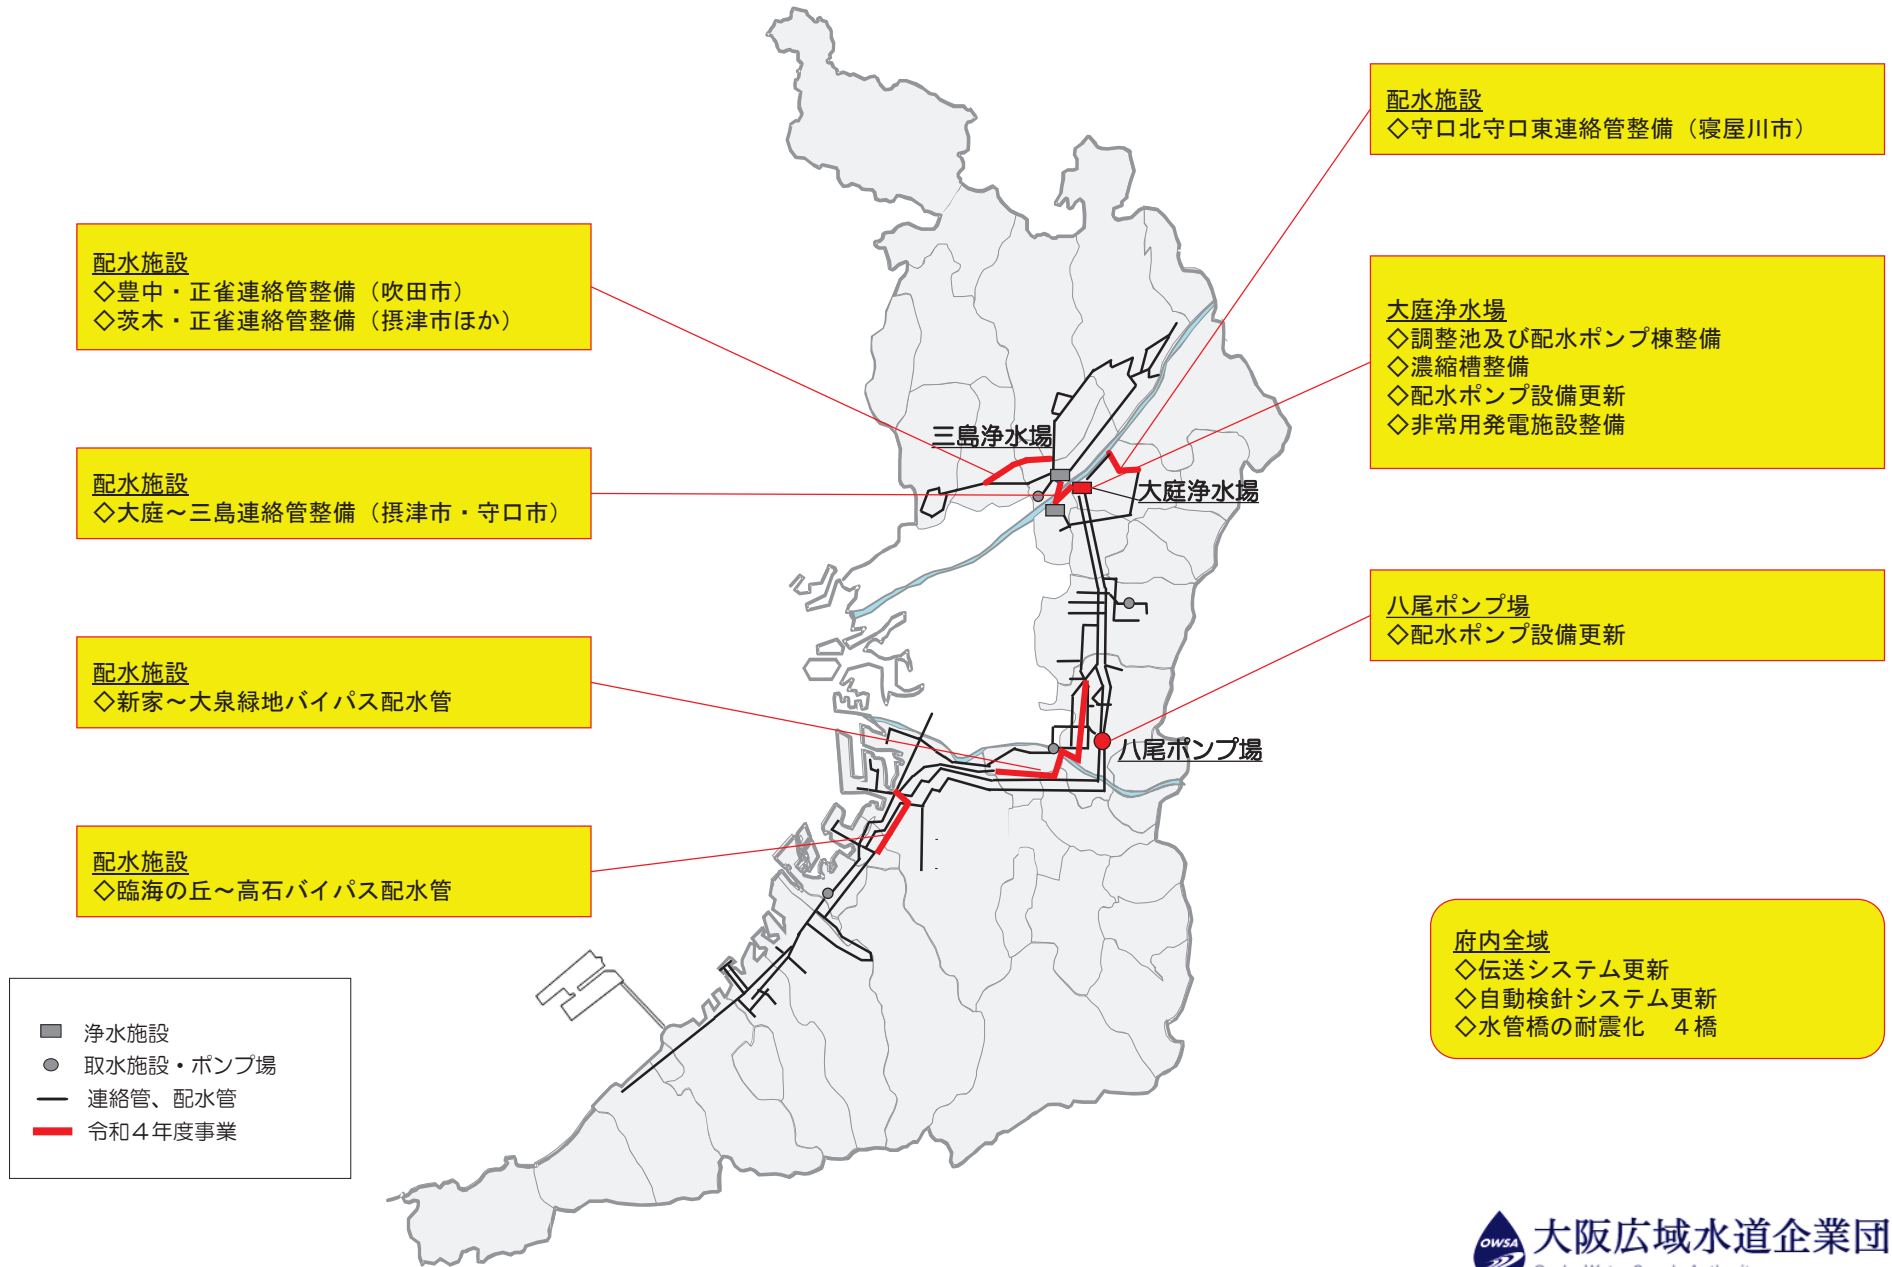 配水施設
◇守口北守口東連絡管整備（寝屋川市）
配水施設
◇豊中・正雀連絡管整備（吹田市）
◇茨木・正雀連絡管整備（摂津市ほか）
大庭浄水場
◇調整池及び配水ポンプ棟整備
◇濃縮槽整備
◇配水ポンプ設備更新
◇非常用発電施設整備
三島浄水場
配水施設
◇大庭～三島連絡管整備（摂津市・守口市）
大庭浄水場
八尾ポンプ場
◇配水ポンプ設備更新
配水施設
◇新家～大泉緑地バイパス配水管
八尾ポンプ場
配水施設
◇臨海の丘～高石バイパス配水管
府内全域
◇伝送システム更新
◇自動検針システム更新
◇水管橋の耐震化　４橋
浄水施設
取水施設・ポンプ場
連絡管、配水管
令和４年度事業
OWSA
大阪広域水道企業団